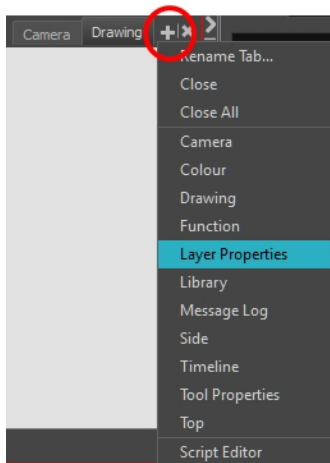 Camera Drawing
Rename Tab...
Close
Close All
Camera
Colour
Drawing
Function
Layer Properties
Library
Message Log
Side
Timeline
Tool Properties
Top
Script Editor